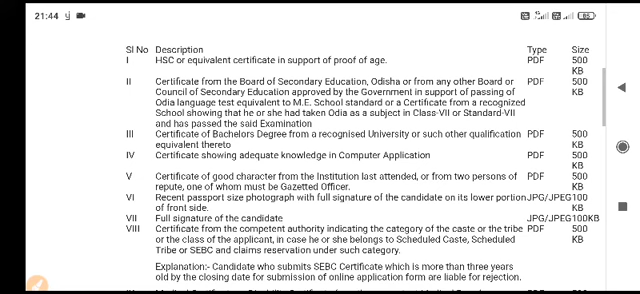 21:44
85
Sl No Description Type Size
I HSC or equivalent certificate in support of proof of age. PDF 500
KB
II Certificate from the Board of Secondary Education, Odisha or from any other Board or PDF 500
Council of Secondary Education approved by the Government in support of passing of KB
Odia language test equivalent to M.E. School standard or a Certificate from a recognized
School showing that he or she had taken Odia as a subject in Class-VII or Standard-VII
and has passed the said Examination
III Certificate of Bachelors Degree from a recognised University or such other qualification PDF 500
equivalent thereto KB
IV Certificate showing adequate knowledge in Computer Application PDF 500
KB
V Certificate of good character from the Institution last attended, or from two persons of PDF 500
repute, one of whom must be Gazetted Officer. KB
VI Recent passport size photograph with full signature of the candidate on its lower portion JPG/JPEG 100
of front side. KB
VII Full signature of the candidate JPG/JPEG 100KB
VIII Certificate from the competent authority indicating the category of the caste or the tribe PDF 500
or the class of the applicant, in case he or she belongs to Scheduled Caste, Scheduled KB
Tribe or SEBC and claims reservation under such category.
Explanation:- Candidate who submits SEBC Certificate which is more than three years
old by the closing date for submission of online application form are liable for rejection.